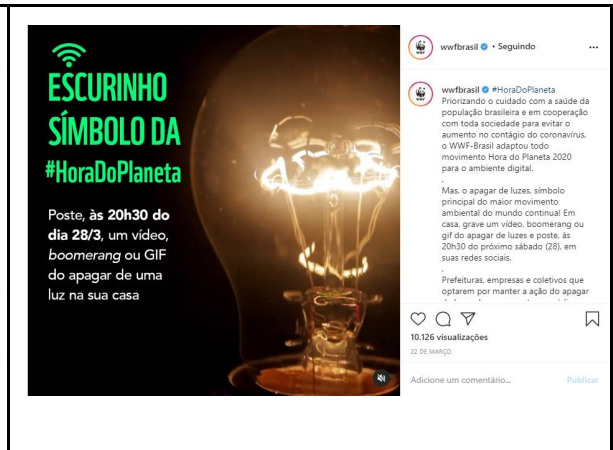 ESCURINHO
SÍMBOLO DA
#HoraDoPlaneta
Poste, às 20h30 do
dia 28/3, um vídeo,
boomerang ou GIF
do apagar de uma
luz na sua casa
wwfbrasil • Seguindo
wwfbrasil #HoraDoPlaneta
Priorizando o cuidado com a saúde da
população brasileira e em cooperação
com toda sociedade para evitar o
aumento no contágio do coronavírus,
o WWF-Brasil adaptou todo
movimento Hora do Planeta 2020
para o ambiente digital.
.
Mas, o apagar de luzes, símbolo
principal do maior movimento
ambiental do mundo continua! Em
casa, grave um vídeo, boomerang ou
gif do apagar de luzes e poste, às
20h30 do próximo sábado (28), em
suas redes sociais.
.
Prefeituras, empresas e coletivos que
optarem por manter a ação do apagar
10.126 visualizações
22 DE MARÇO
Adicione um comentário... Publicar